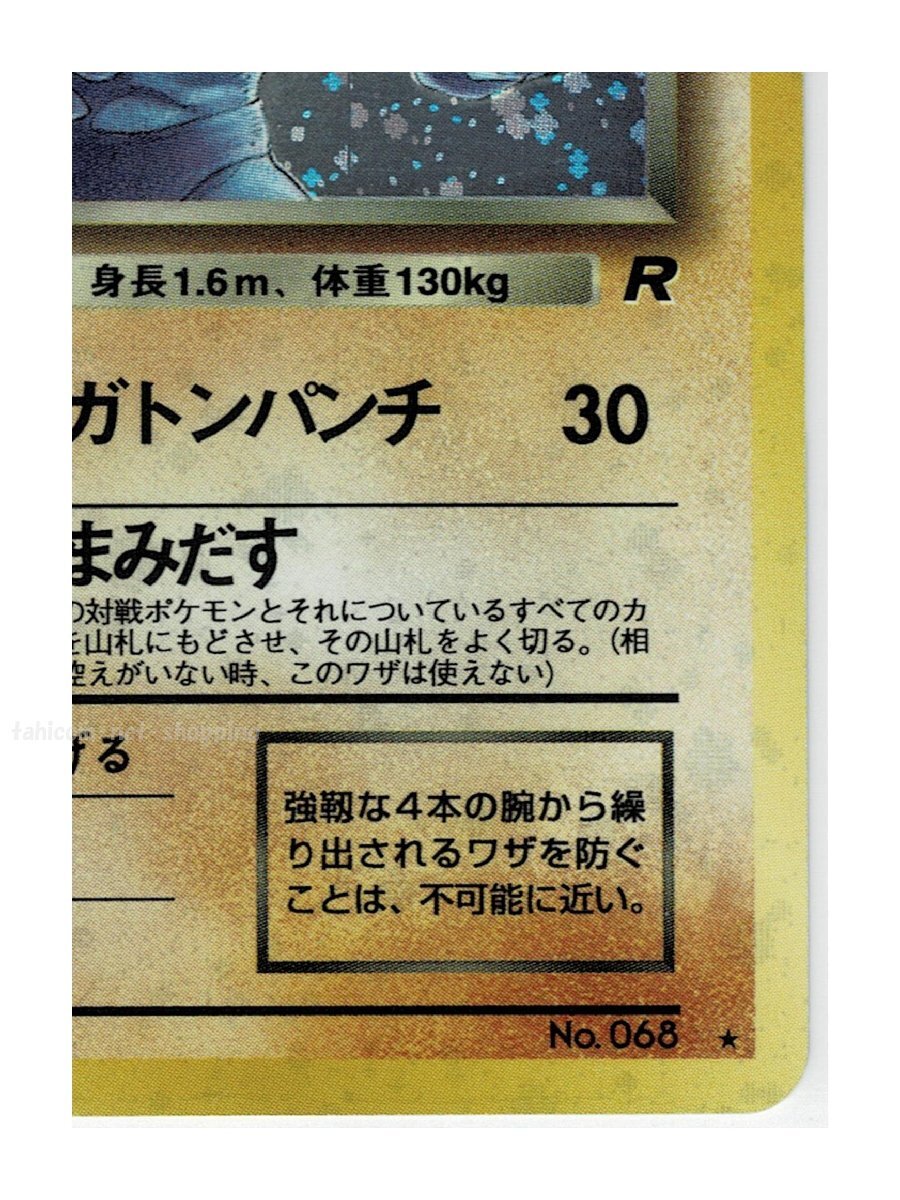 身長1.6m、体重130kg R
ガトンパンチ 30
まみだす
の対戦ポケモンとそれについているすべてのカ
を山札にもどさせ、その山札をよく切る。(相
控えがいない時、このワザは使えない)
ける
強靱な4本の腕から繰
り出されるワザを防ぐ
ことは、不可能に近い。
No. 068 ★